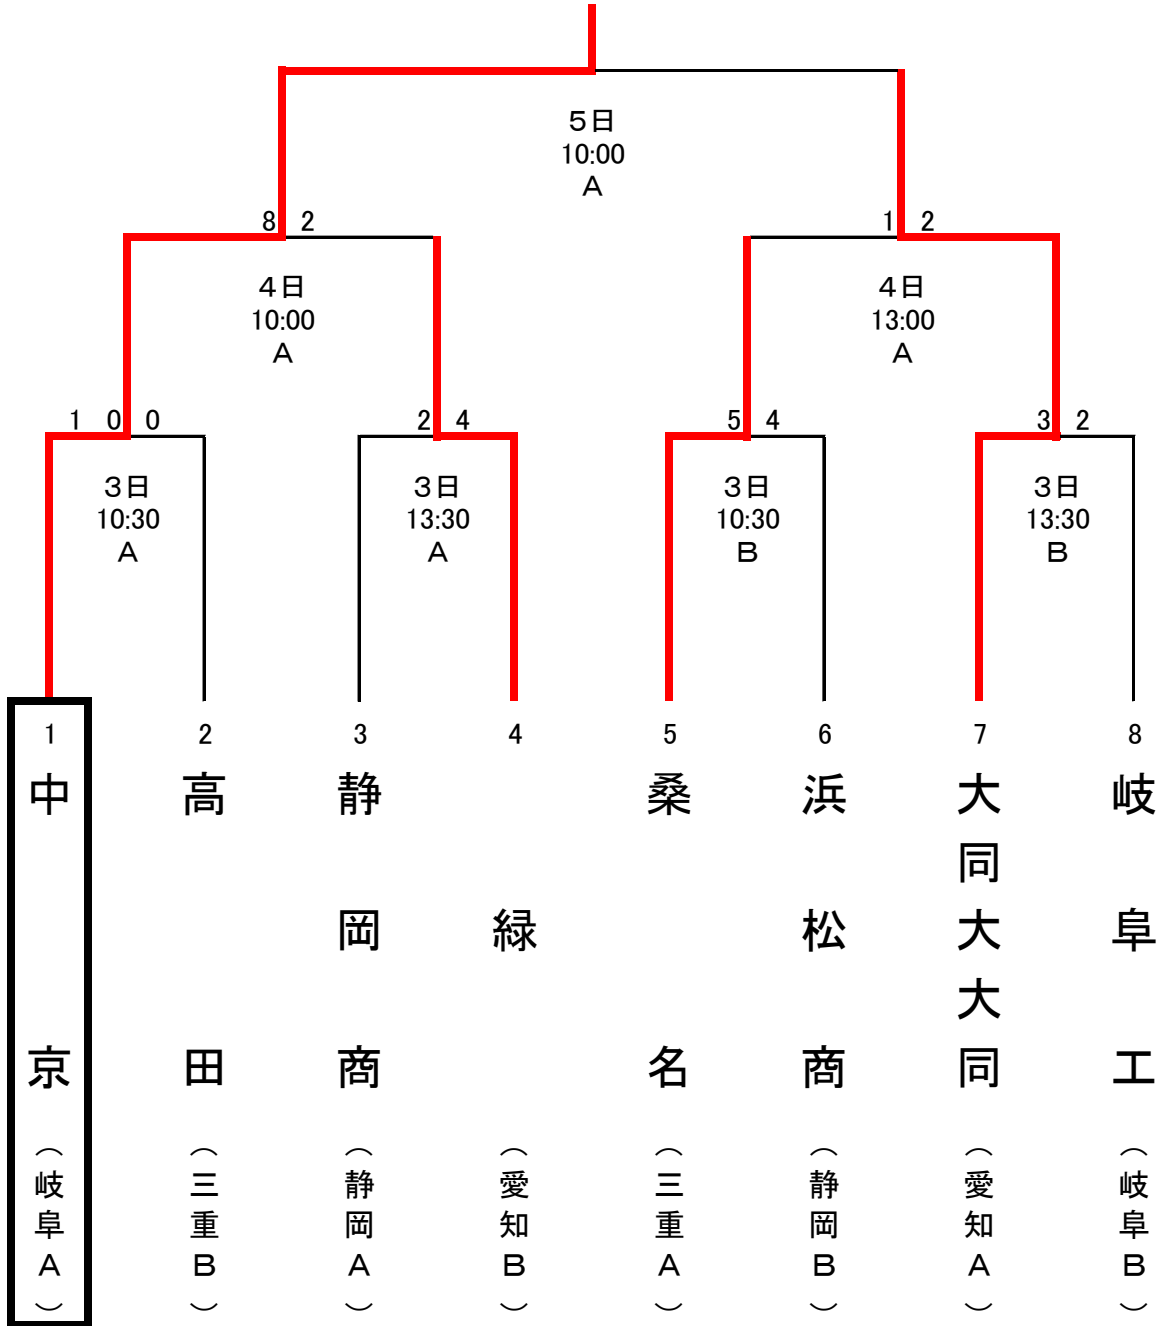 5日
10:00
A
8 2
1 2
4日
10:00
A
4日
13:00
A
1 0 0
2 4
5 4
3 2
3日
10:30
A
3日
13:30
A
3日
10:30
B
3日
13:30
B
1
中京
（岐阜A）
2
高田
（三重B）
3
静岡商
（静岡A）
4
緑
（愛知B）
5
桑名
（三重A）
6
浜松商
（静岡B）
7
大同大大同
（愛知A）
8
岐阜工
（岐阜B）